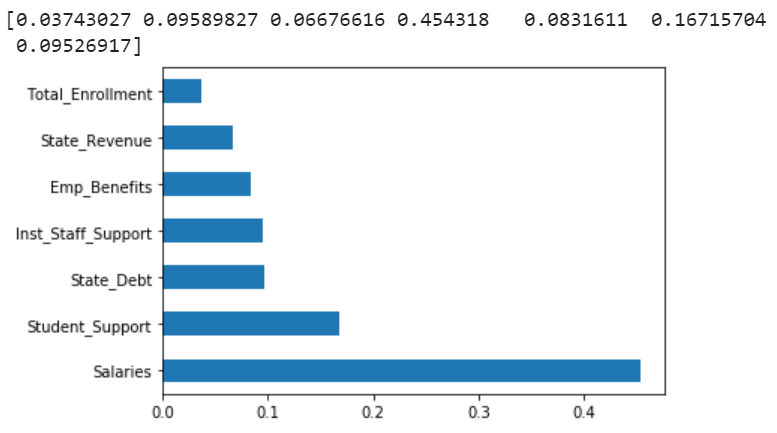 [0.03743027 0.09589827 0.06676616 0.454318   0.0831611  0.16715704
 0.09526917]
Total_Enrollment
State_Revenue
Emp_Benefits
Inst_Staff_Support
State_Debt
Student_Support
Salaries
0.0 0.1 0.2 0.3 0.4